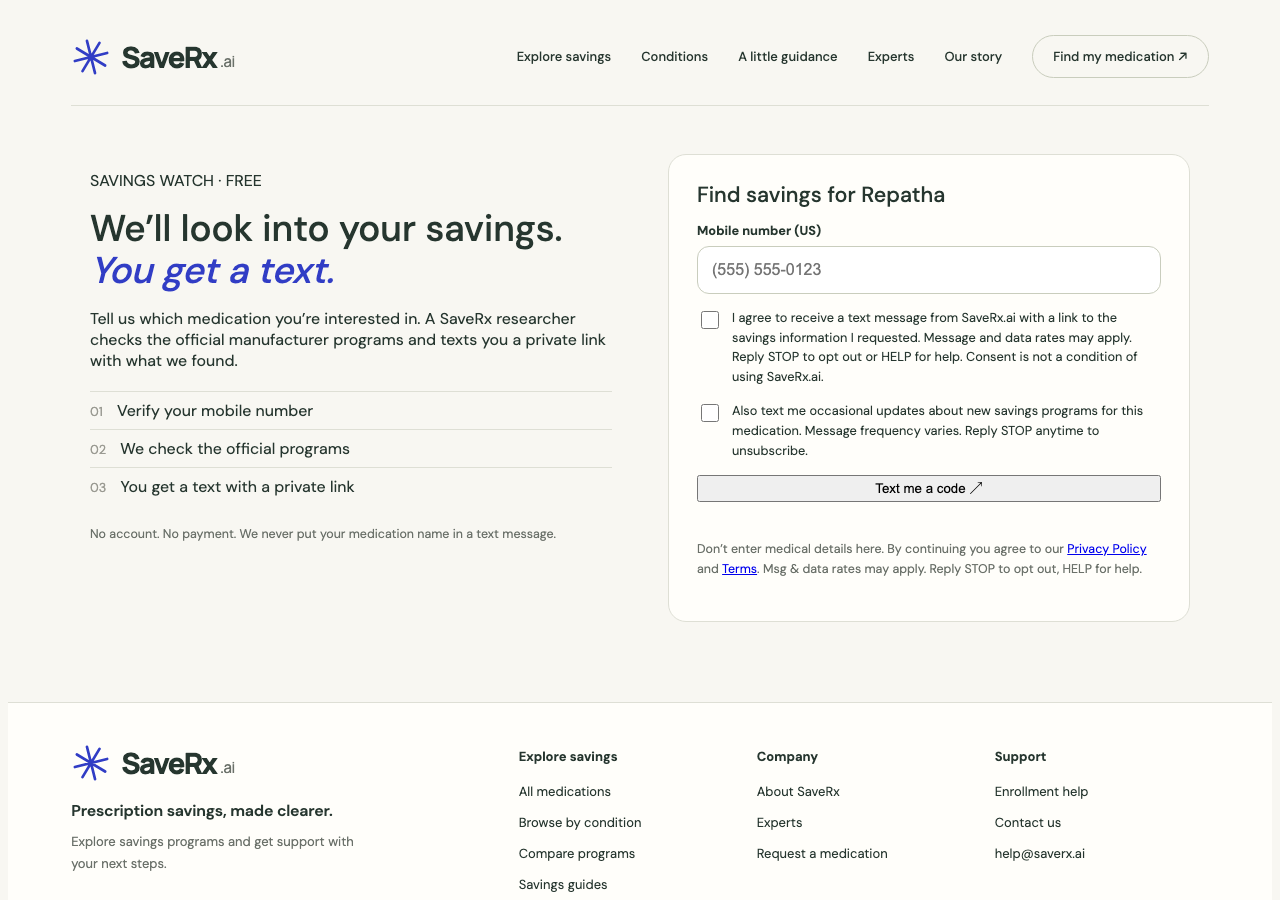 SaveRx.ai
Explore savings
Conditions
A little guidance
Experts
Our story
Find my medication ↗
SAVINGS WATCH · FREE
We’ll look into your savings.
You get a text.
Tell us which medication you’re interested in. A SaveRx researcher
checks the official manufacturer programs and texts you a private link
with what we found.
01 Verify your mobile number
02 We check the official programs
03 You get a text with a private link
No account. No payment. We never put your medication name in a text message.
Find savings for Repatha
Mobile number (US)
(555) 555-0123
I agree to receive a text message from SaveRx.ai with a link to the
savings information I requested. Message and data rates may apply.
Reply STOP to opt out or HELP for help. Consent is not a condition of
using SaveRx.ai.
Also text me occasional updates about new savings programs for this
medication. Message frequency varies. Reply STOP anytime to
unsubscribe.
Text me a code ↗
Don’t enter medical details here. By continuing you agree to our Privacy Policy
and Terms. Msg & data rates may apply. Reply STOP to opt out, HELP for help.
SaveRx.ai
Prescription savings, made clearer.
Explore savings programs and get support with
your next steps.
Explore savings
All medications
Browse by condition
Compare programs
Savings guides
Company
About SaveRx
Experts
Request a medication
Support
Enrollment help
Contact us
help@saverx.ai